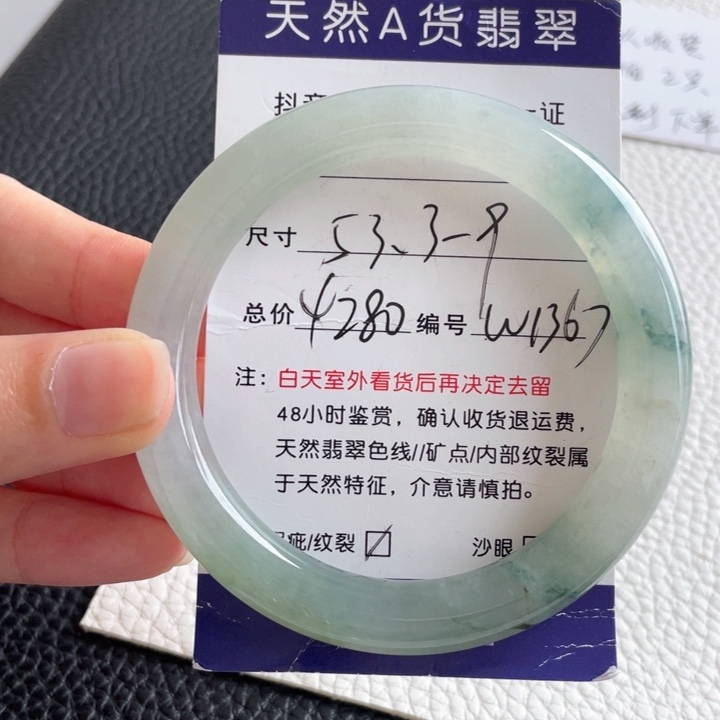 天然A货翡翠
证
尺寸 53.3-9
总价 4280 编号 W1367
注：白天室外看货后再决定去留
48小时鉴赏，确认收货退运费，
天然翡翠色线//矿点/内部纹裂属
于天然特征，介意请慎拍。
疵/纹裂 沙眼